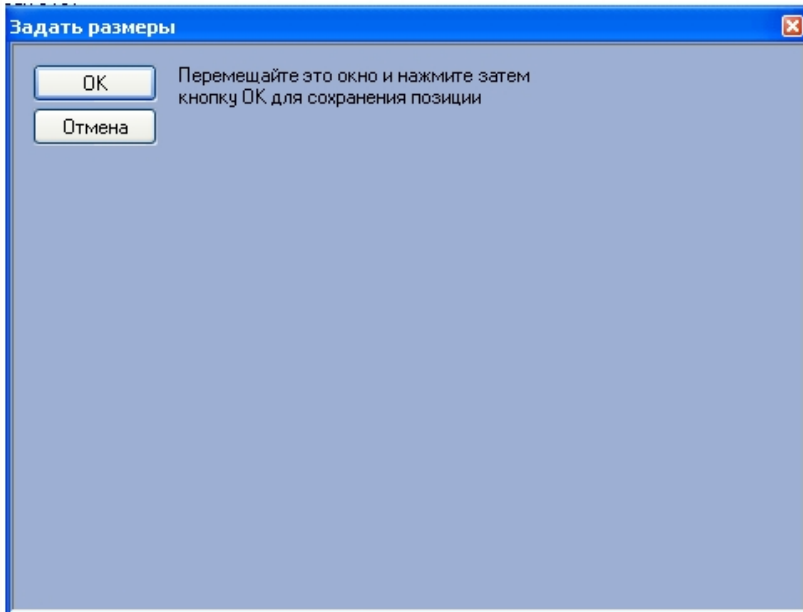 Задать размеры
OK
Перемещайте это окно и нажмите затем
кнопку OK для сохранения позиции
Отмена